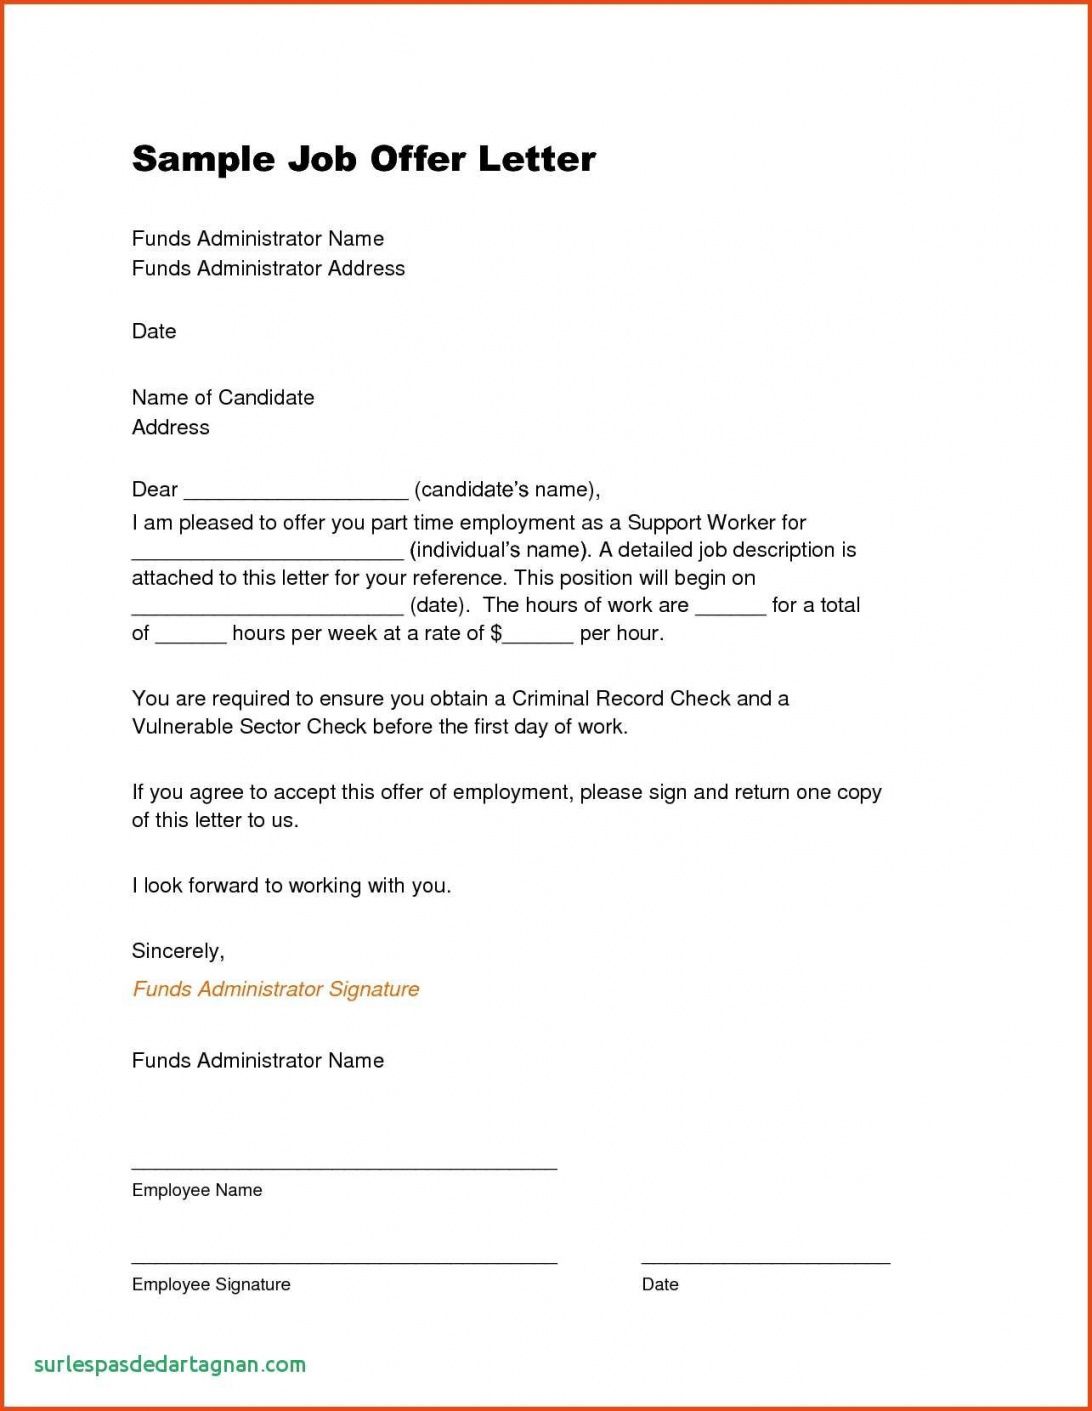 Sample Job Offer Letter
Funds Administrator Name
Funds Administrator Address
Date
Name of Candidate
Address
Dear ___________________ (candidate's name),
I am pleased to offer you part time employment as a Support Worker for
_______________________ (individual's name). A detailed job description is
attached to this letter for your reference. This position will begin on
_______________________ (date).  The hours of work are ______ for a total
of ______ hours per week at a rate of $______ per hour.
You are required to ensure you obtain a Criminal Record Check and a
Vulnerable Sector Check before the first day of work.
If you agree to accept this offer of employment, please sign and return one copy
of this letter to us.
I look forward to working with you.
Sincerely,
Funds Administrator Signature
Funds Administrator Name
Employee Name
Employee Signature
Date
surlespasdedartagnan.com